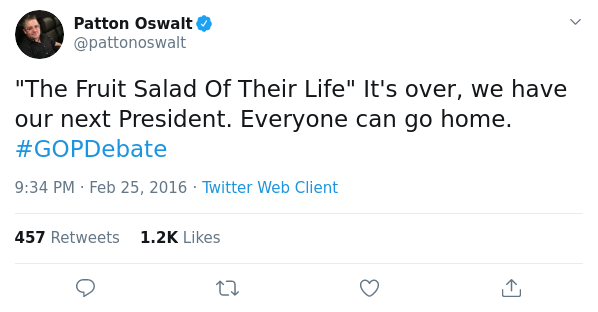 Patton Oswalt
@pattonoswalt
"The Fruit Salad Of Their Life" It's over, we have
our next President. Everyone can go home.
#GOPDebate
9:34 PM · Feb 25, 2016 · Twitter Web Client
457 Retweets 1.2K Likes